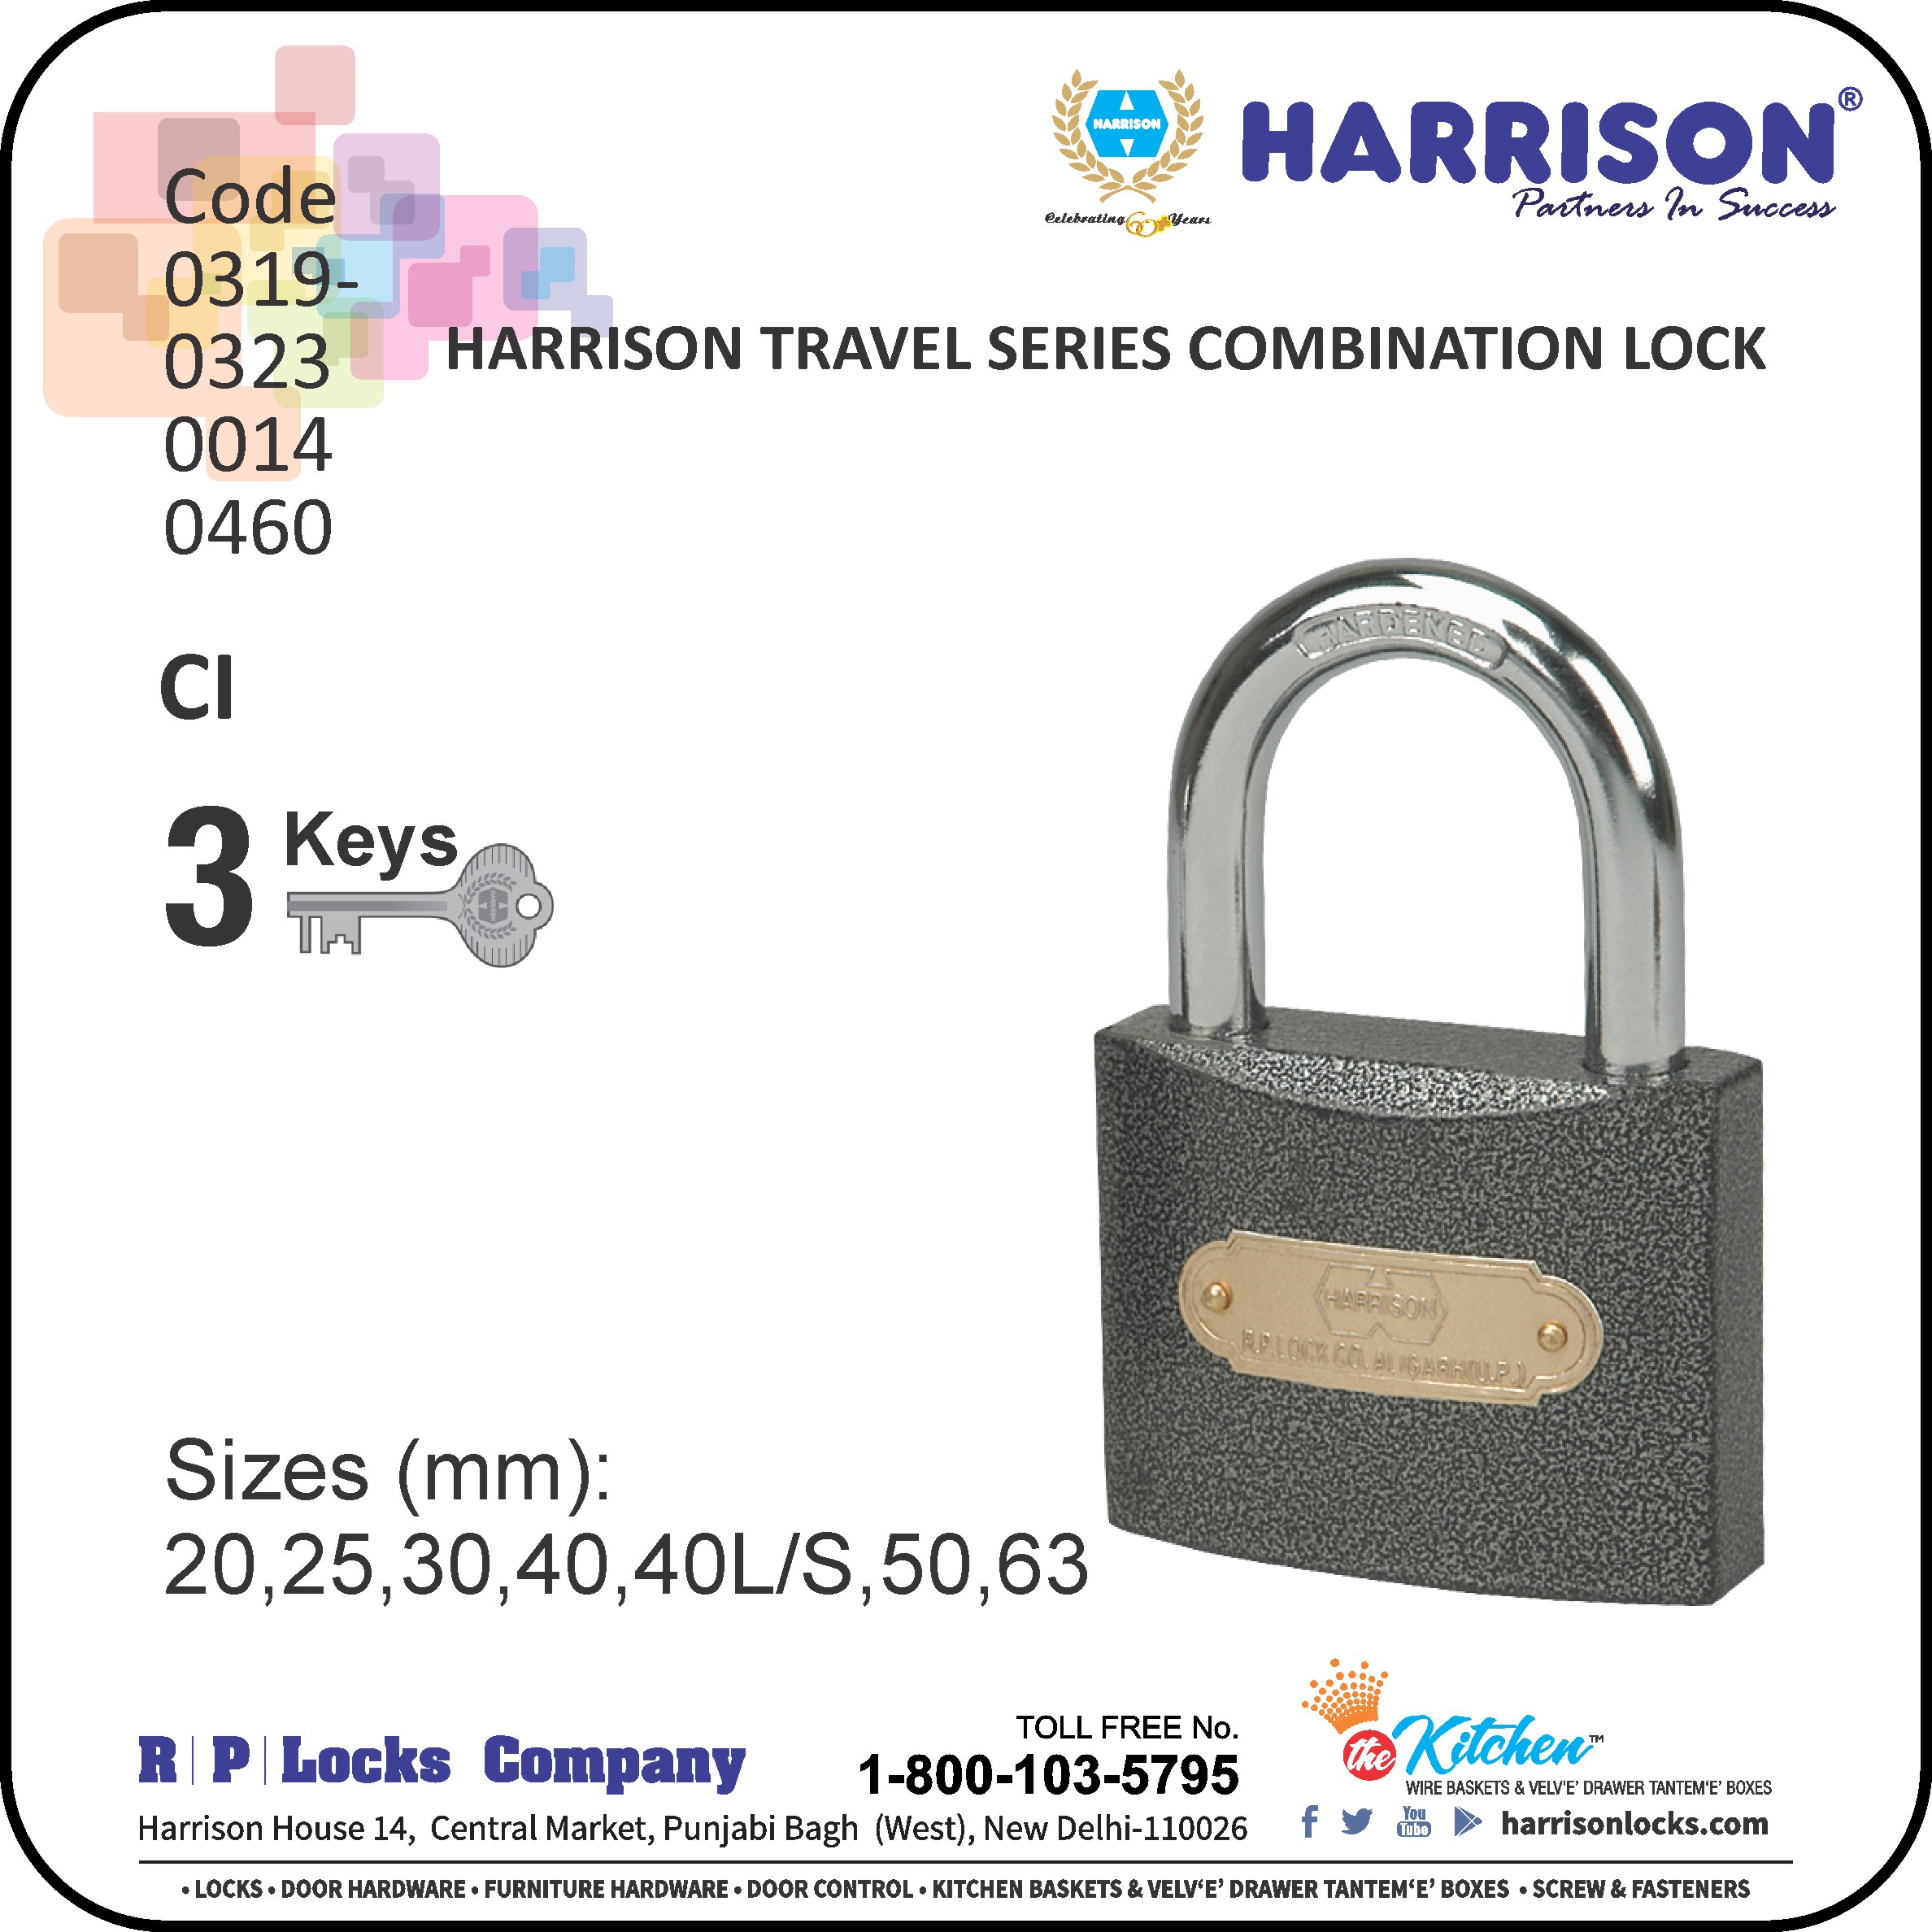 Code
0319-
0323
0014
0460
HARRISON
Celebrating 60+ Years
HARRISON®
Partners In Success
HARRISON TRAVEL SERIES COMBINATION LOCK
CI
3 Keys
HARDENED
HARRISON
R.P. LOCK CO. ALIGARH (U.P.)
Sizes (mm):
20,25,30,40,40L/S,50,63
R|P|Locks Company
TOLL FREE No.
1-800-103-5795
the Kitchen™
WIRE BASKETS & VELV'E' DRAWER TANTEM'E' BOXES
Harrison House 14, Central Market, Punjabi Bagh (West), New Delhi-110026
f You Tube harrisonlocks.com
• LOCKS • DOOR HARDWARE • FURNITURE HARDWARE • DOOR CONTROL • KITCHEN BASKETS & VELV‘E’ DRAWER TANTEM‘E’ BOXES • SCREW & FASTENERS